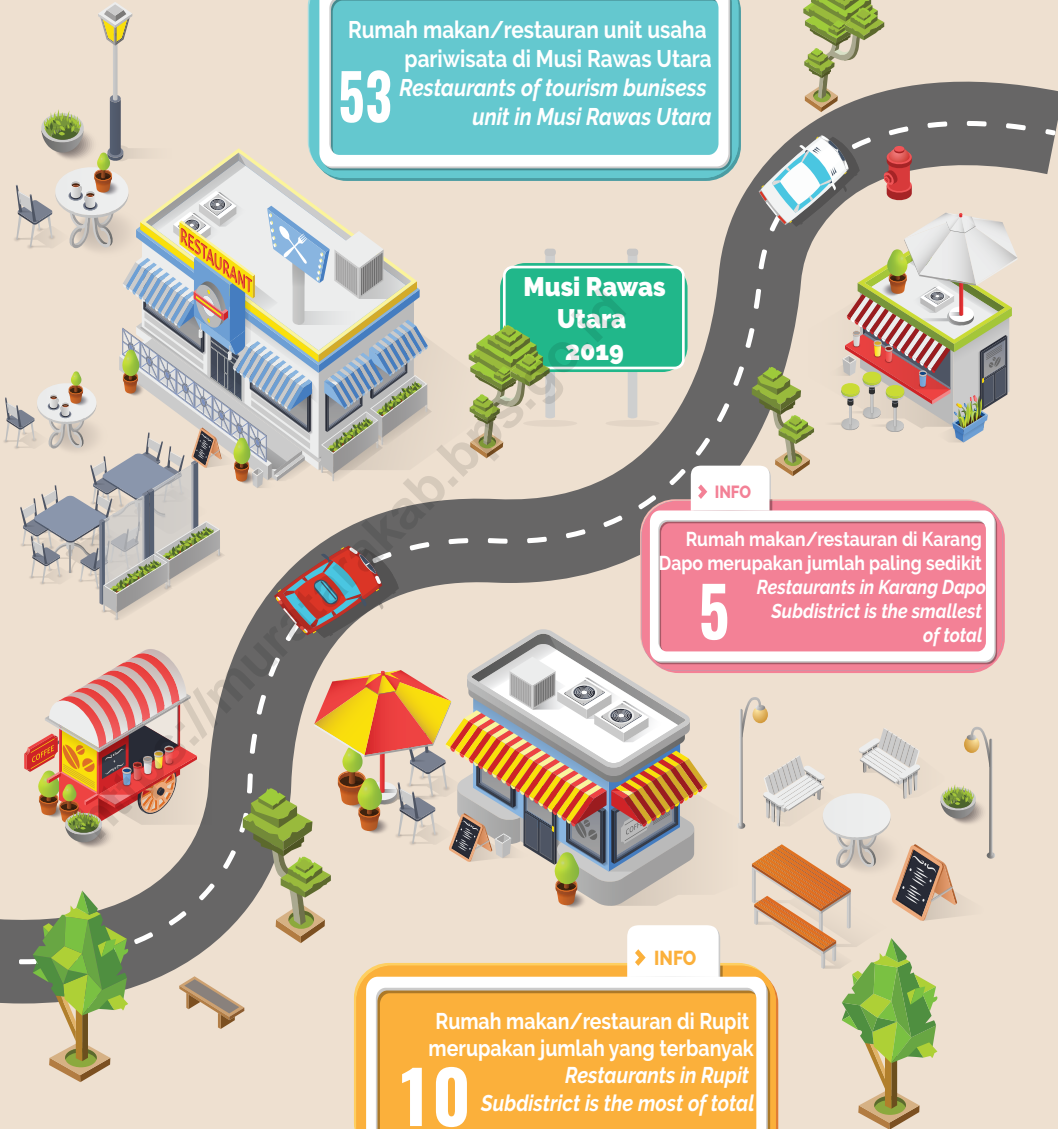 Rumah makan/restauran unit usaha
pariwisata di Musi Rawas Utara
53
Restaurants of tourism bunisess
unit in Musi Rawas Utara
RESTAURANT
Musi Rawas
Utara
2019
INFO
Rumah makan/restauran di Karang
Dapo merupakan jumlah paling sedikit
5
Restaurants in Karang Dapo
Subdistrict is the smallest
of total
COFFEE
INFO
Rumah makan/restauran di Rupit
merupakan jumlah yang terbanyak
10
Restaurants in Rupit
Subdistrict is the most of total